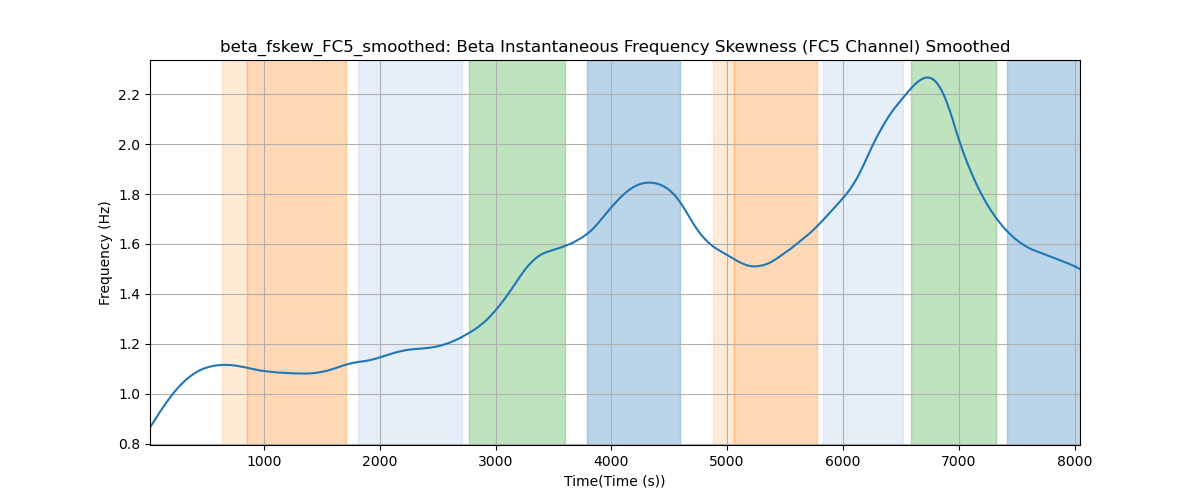 beta_fskew_FC5_smoothed: Beta Instantaneous Frequency Skewness (FC5 Channel) Smoothed
Frequency (Hz)
2.2
2.0
1.8
1.6
1.4
1.2
1.0
0.8
1000 2000 3000 4000 5000 6000 7000 8000
Time(Time (s))